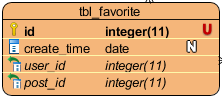 tbl_favorite
id integer(11) U
create_time date N
user_id integer(11)
post_id integer(11)